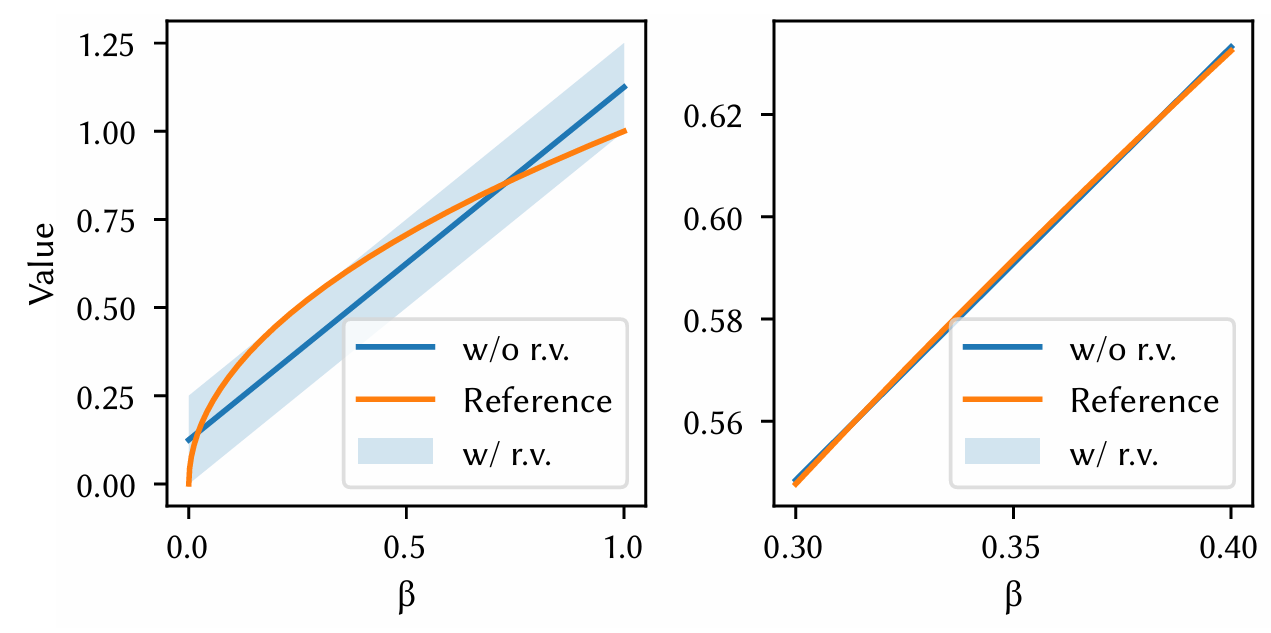 Value
1.25
1.00
0.75
0.50
0.25
0.00
w/o r.v.
Reference
w/ r.v.
0.0 0.5 1.0
β
0.62
0.60
0.58
0.56
w/o r.v.
Reference
w/ r.v.
0.30 0.35 0.40
β